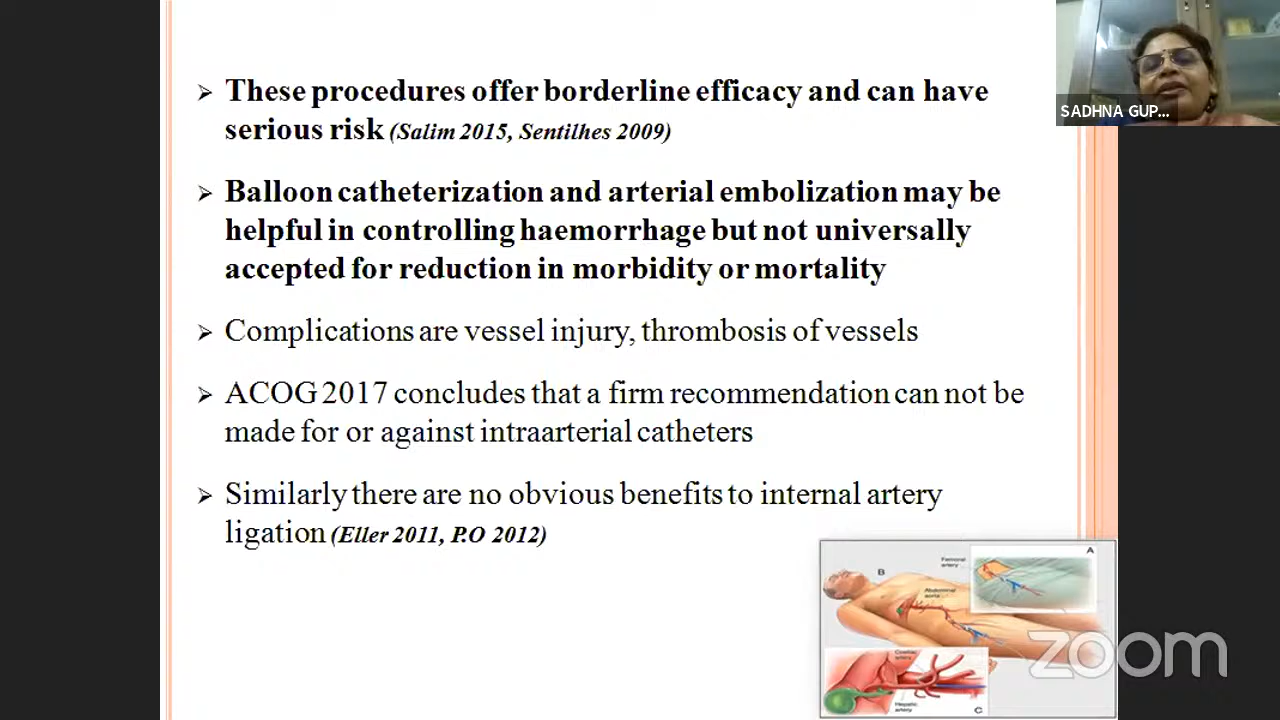 These procedures offer borderline efficacy and can have
serious risk (Salim 2015, Sentilhes 2009)
Balloon catheterization and arterial embolization may be
helpful in controlling haemorrhage but not universally
accepted for reduction in morbidity or mortality
Complications are vessel injury, thrombosis of vessels
ACOG 2017 concludes that a firm recommendation can not be
made for or against intraarterial catheters
Similarly there are no obvious benefits to internal artery
ligation (Eller 2011, P.O 2012)
SADHNA GUP...
A
Femoral
artery
B
Abdominal
aorta
Coeliac
artery
Hepatic
artery
C
zoom